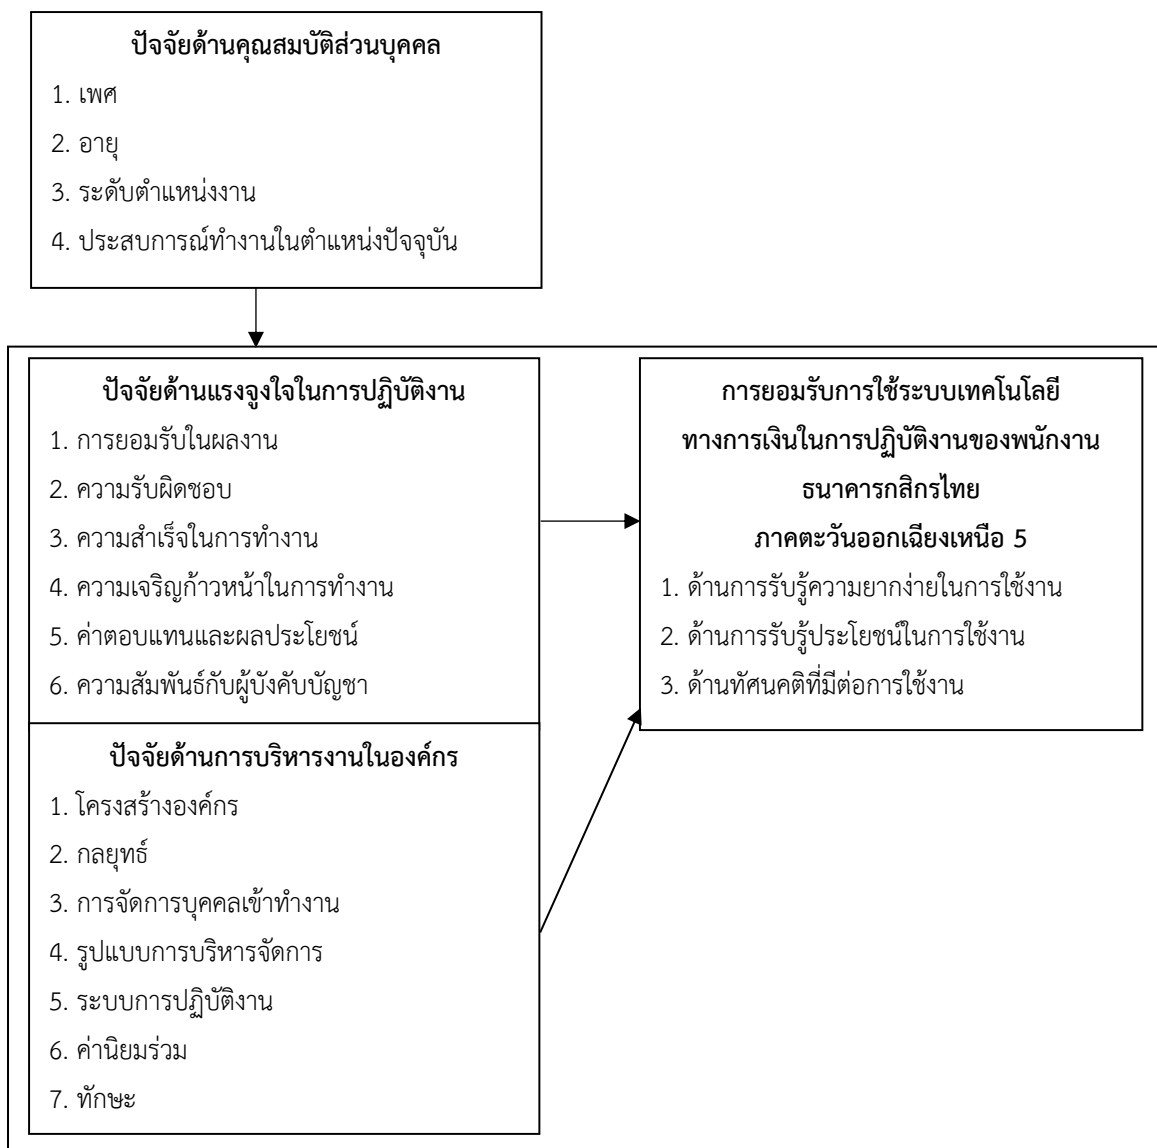 ปัจจัยด้านคุณสมบัติส่วนบุคคล
1. เพศ
2. อายุ
3. ระดับตำแหน่งงาน
4. ประสบการณ์ทำงานในตำแหน่งปัจจุบัน
ปัจจัยด้านแรงจูงใจในการปฏิบัติงาน
1. การยอมรับในผลงาน
2. ความรับผิดชอบ
3. ความสำเร็จในการทำงาน
4. ความเจริญก้าวหน้าในการทำงาน
5. ค่าตอบแทนและผลประโยชน์
6. ความสัมพันธ์กับผู้บังคับบัญชา
การยอมรับการใช้ระบบเทคโนโลยี
ทางการเงินในการปฏิบัติงานของพนักงาน
ธนาคารกสิกรไทย
ภาคตะวันออกเฉียงเหนือ 5
1. ด้านการรับรู้ความยากง่ายในการใช้งาน
2. ด้านการรับรู้ประโยชน์ในการใช้งาน
3. ด้านทัศนคติที่มีต่อการใช้งาน
ปัจจัยด้านการบริหารงานในองค์กร
1. โครงสร้างองค์กร
2. กลยุทธ์
3. การจัดการบุคคลเข้าทำงาน
4. รูปแบบการบริหารจัดการ
5. ระบบการปฏิบัติงาน
6. ค่านิยมร่วม
7. ทักษะ